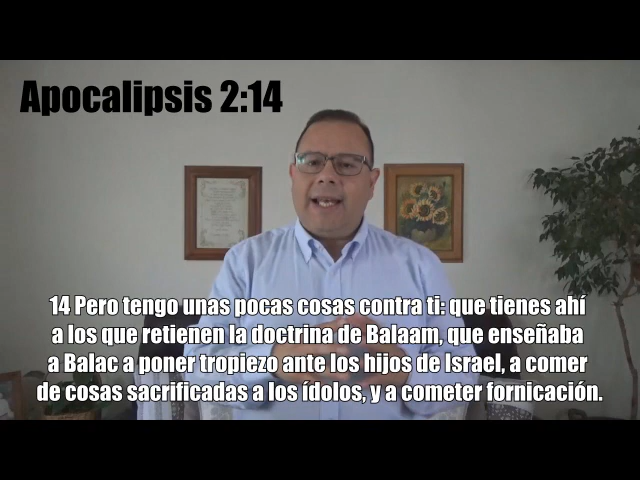 Apocalipsis 2:14
14 Pero tengo unas pocas cosas contra ti: que tienes ahí
a los que retienen la doctrina de Balaam, que enseñaba
a Balac a poner tropiezo ante los hijos de Israel, a comer
de cosas sacrificadas a los ídolos, y a cometer fornicación.